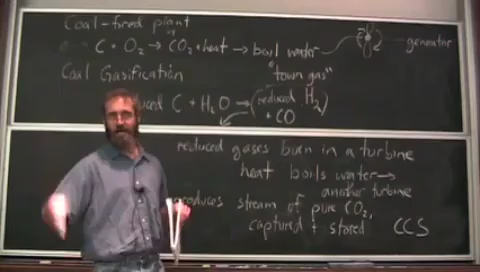 Coal-fired plant
C + O2 → CO2 + heat → boil water
generator
Coal Gasification
"town gas"
C + H2O → (reduced H2
+ CO)
reduced gases burn in a turbine
heat boils water →
another turbine
produces stream of pure CO2,
captured + stored CCS